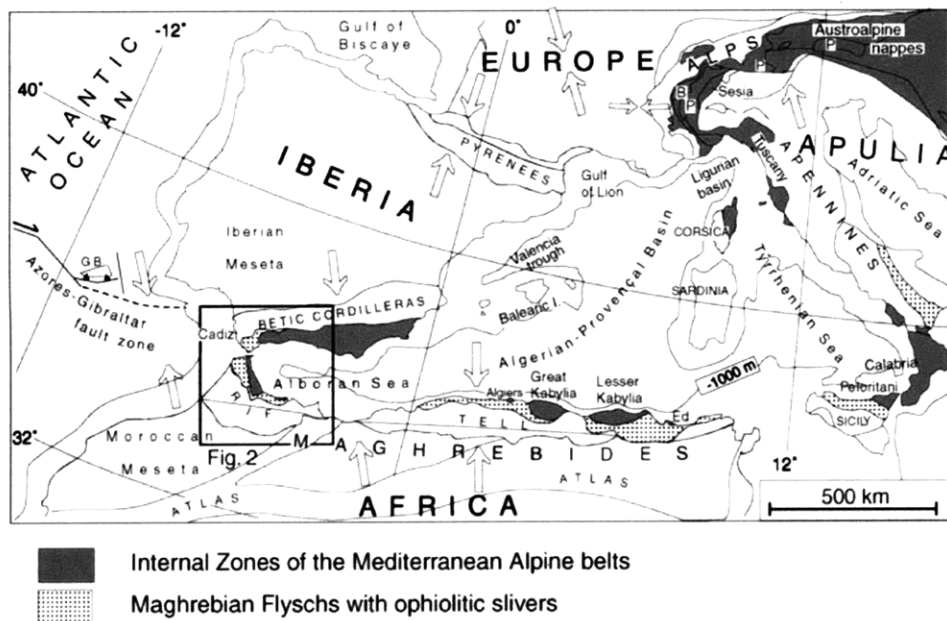 -12°
Gulf of
Biscaye
0°
Austroalpine
nappes
P
ALPS
EUROPE
P
40°
ATLANTIC
OCEAN
B
P
Sesia
APULIA
PYRENEES
IBERIA
Gulf
of Lion
Ligurian
basin
Tuscany
APENNINES
Adriatic Sea
Iberian
Meseta
Valencia
trough
CORSICA
GB
Azores-Gibraltar
fault zone
Balearic I.
Algerian-Provençal Basin
SARDINIA
Tyrrhenian Sea
Cadiz
BETIC CORDILLERAS
Alboran Sea
Algiers
Great
Kabylia
Lesser
Kabylia
-1000 m
Calabria
Peloritani
RIF
TELL
Ed
SICILY
32°
Moroccan
Meseta
Fig. 2
MAGHREBIDES
12°
ATLAS
ATLAS
AFRICA
500 km
Internal Zones of the Mediterranean Alpine belts
Maghrebian Flyschs with ophiolitic slivers